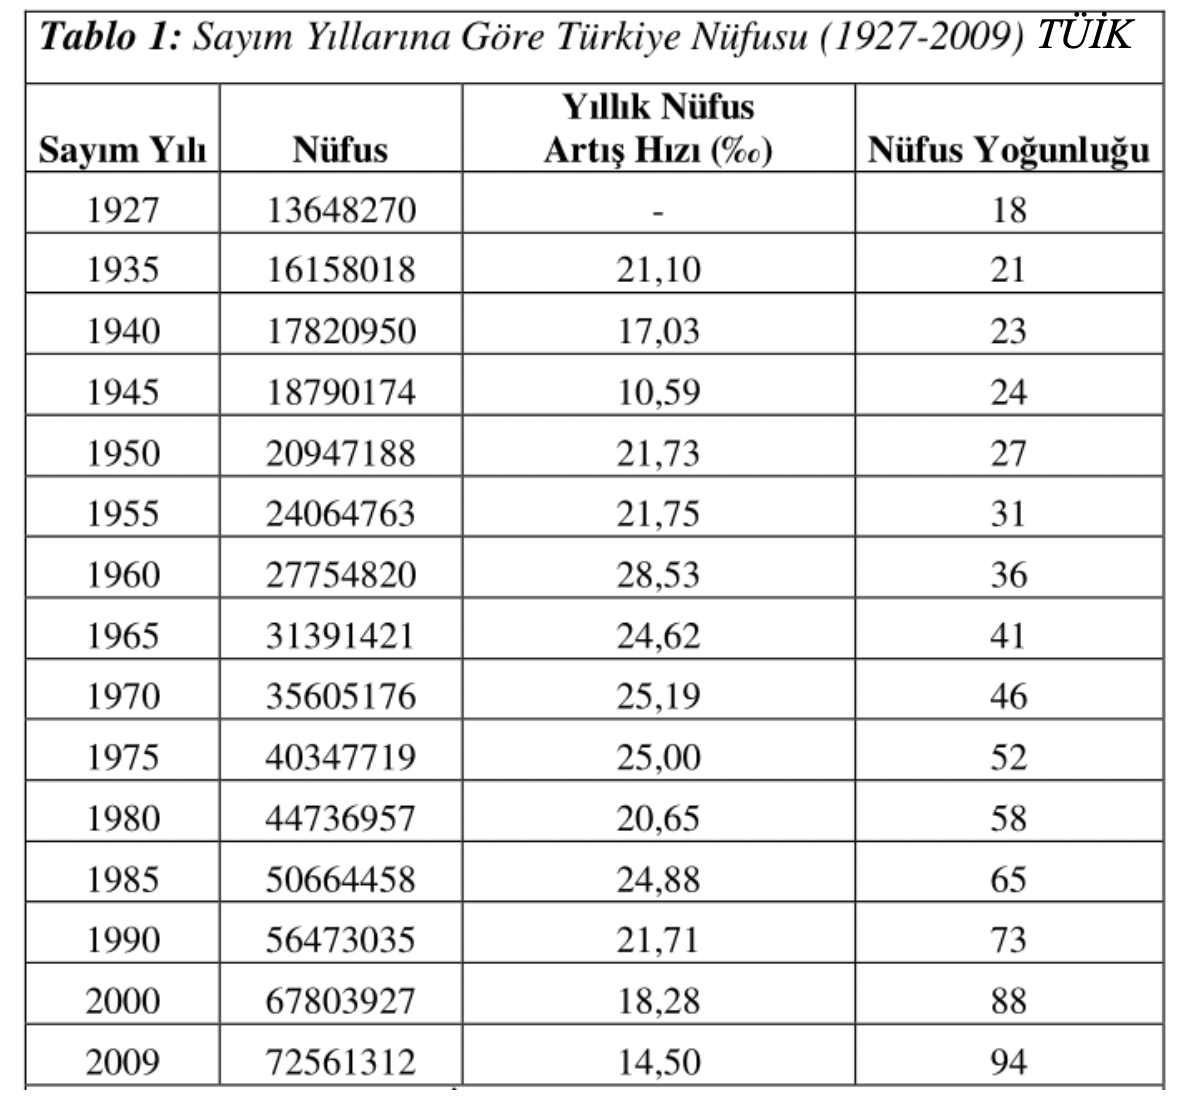 Tablo 1: Sayım Yıllarına Göre Türkiye Nüfusu (1927-2009) TÜİK
Sayım Yılı Nüfus Yıllık Nüfus Artış Hızı (‰) Nüfus Yoğunluğu
1927 13648270 - 18
1935 16158018 21,10 21
1940 17820950 17,03 23
1945 18790174 10,59 24
1950 20947188 21,73 27
1955 24064763 21,75 31
1960 27754820 28,53 36
1965 31391421 24,62 41
1970 35605176 25,19 46
1975 40347719 25,00 52
1980 44736957 20,65 58
1985 50664458 24,88 65
1990 56473035 21,71 73
2000 67803927 18,28 88
2009 72561312 14,50 94